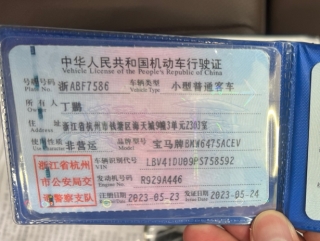 中华人民共和国机动车行驶证
Vehicle License of the People's Republic of China
号牌号码 浙ABF7586 车辆类型 小型普通客车
Plate No. Vehicle Type
所有人 丁鹏
Owner
住址 浙江省杭州市钱塘区海天城9幢3单元2303室
Address
使用性质 非营运 品牌型号 宝马牌BMW6475ACEV
浙江省杭州市公安局交通警察支队
车辆识别代号 LBV41DU09PS758592
VIN
发动机号码 R929A446
Engine No.
注册日期 2023-05-23 发证日期 2023-05-24
Issue Date